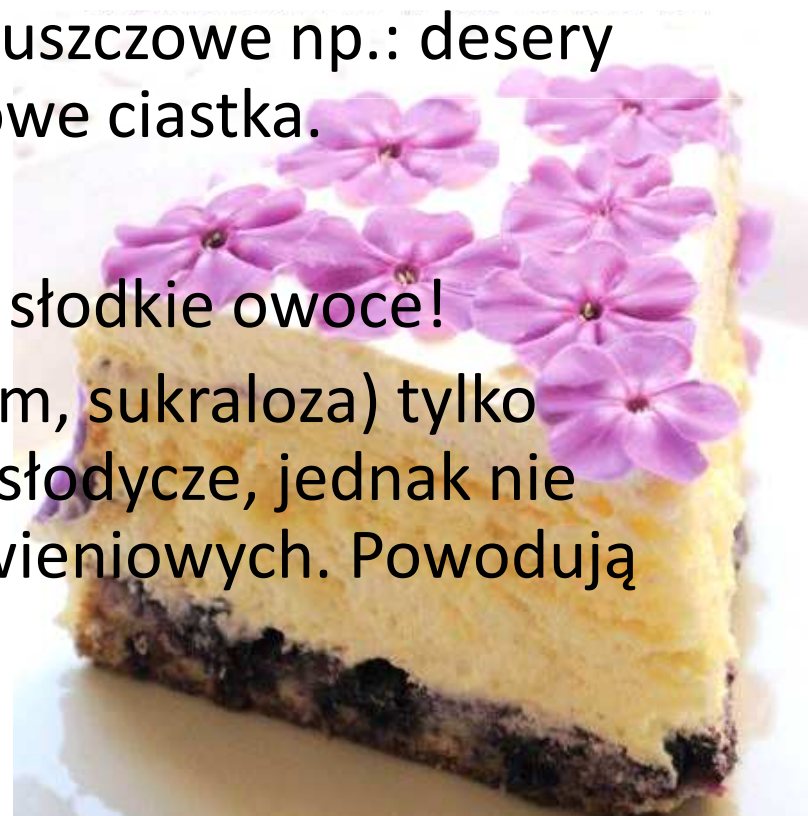 uszczowe np.: desery
owe ciastka.
słodkie owoce!
m, sukraloza) tylko
słodycze, jednak nie
wieniowych. Powodują